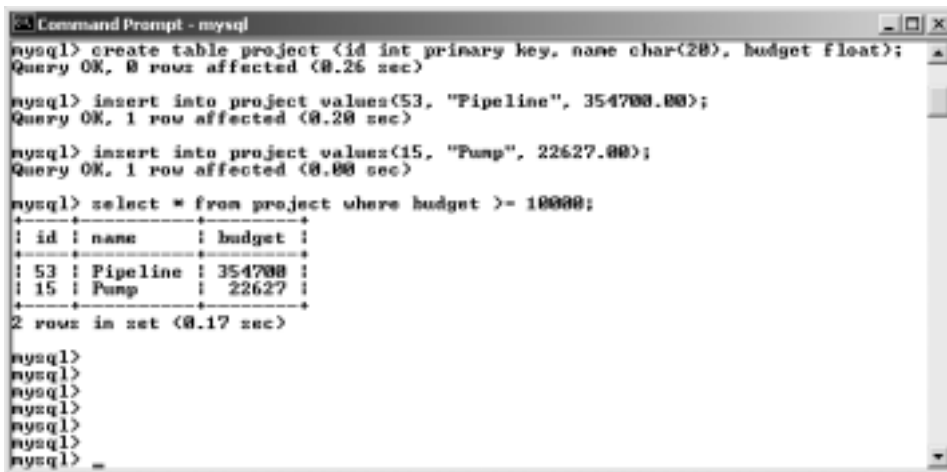 Command Prompt - mysql
mysql> create table project (id int primary key, name char(20), budget float);
Query OK, 0 rows affected (0.26 sec)
mysql> insert into project values(53, "Pipeline", 354700.00);
Query OK, 1 row affected (0.20 sec)
mysql> insert into project values(15, "Pump", 22627.00);
Query OK, 1 row affected (0.00 sec)
mysql> select * from project where budget >= 10000;
+----+----------+--------+
| id | name | budget |
+----+----------+--------+
| 53 | Pipeline | 354700 |
| 15 | Pump | 22627 |
+----+----------+--------+
2 rows in set (0.17 sec)
mysql>
mysql>
mysql>
mysql>
mysql>
mysql>
mysql> _